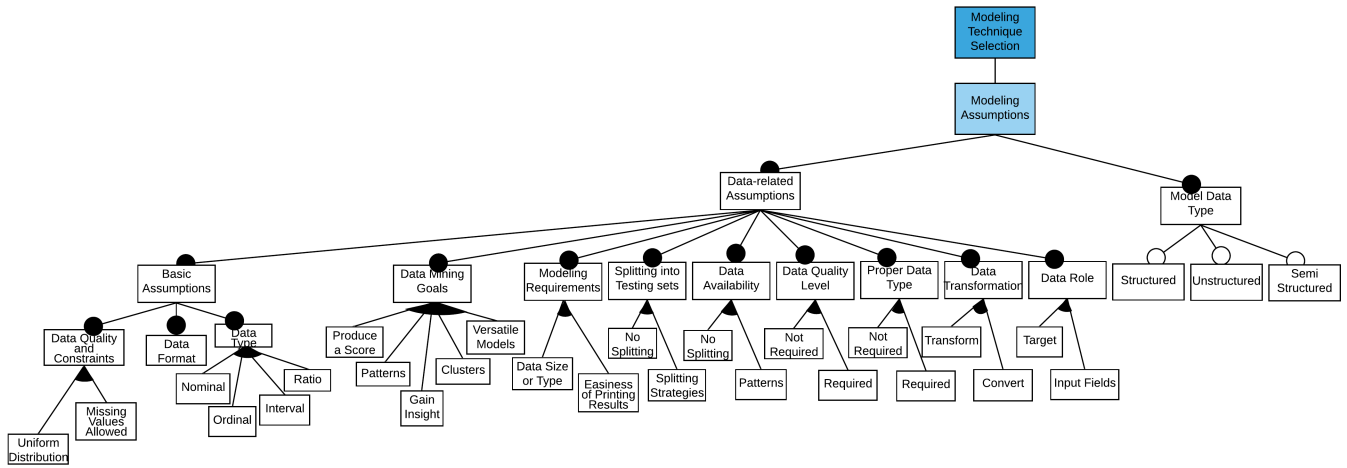 Modeling
Technique
Selection
Modeling
Assumptions
Data-related
Assumptions
Model Data
Type
Basic
Assumptions
Data Mining
Goals
Modeling
Requirements
Splitting into
Testing sets
Data
Availability
Data Quality
Level
Proper Data
Type
Data
Transformation
Data Role
Structured
Unstructured
Semi
Structured
Data Quality
and
Constraints
Data
Format
Data
Type
Produce
a Score
Versatile
Models
No
Splitting
No
Splitting
Not
Required
Not
Required
Transform
Target
Nominal
Ratio
Patterns
Clusters
Data Size
or Type
Easiness
of Printing
Results
Splitting
Strategies
Patterns
Required
Required
Convert
Input Fields
Missing
Values
Allowed
Ordinal
Interval
Gain
Insight
Uniform
Distribution